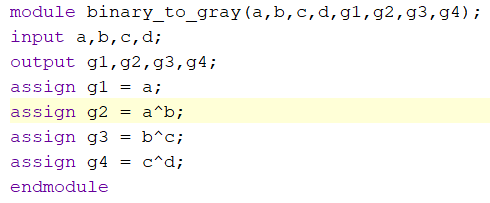 module binary_to_gray(a,b,c,d,g1,g2,g3,g4);
input a,b,c,d;
output g1,g2,g3,g4;
assign g1 = a;
assign g2 = a^b;
assign g3 = b^c;
assign g4 = c^d;
endmodule